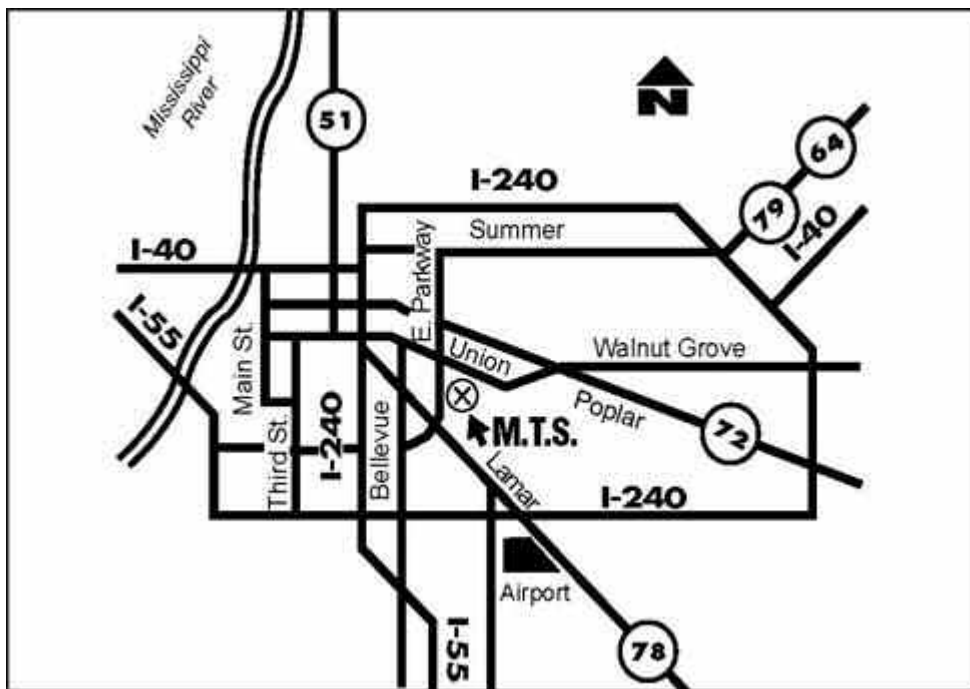 Mississippi
River
51
N
64
79
I-240
Summer
I-40
I-40
E. Parkway
I-55
Main St.
Union
Walnut Grove
Poplar
72
M.T.S.
Third St.
I-240
Bellevue
Lamar
I-240
Airport
I-55
78